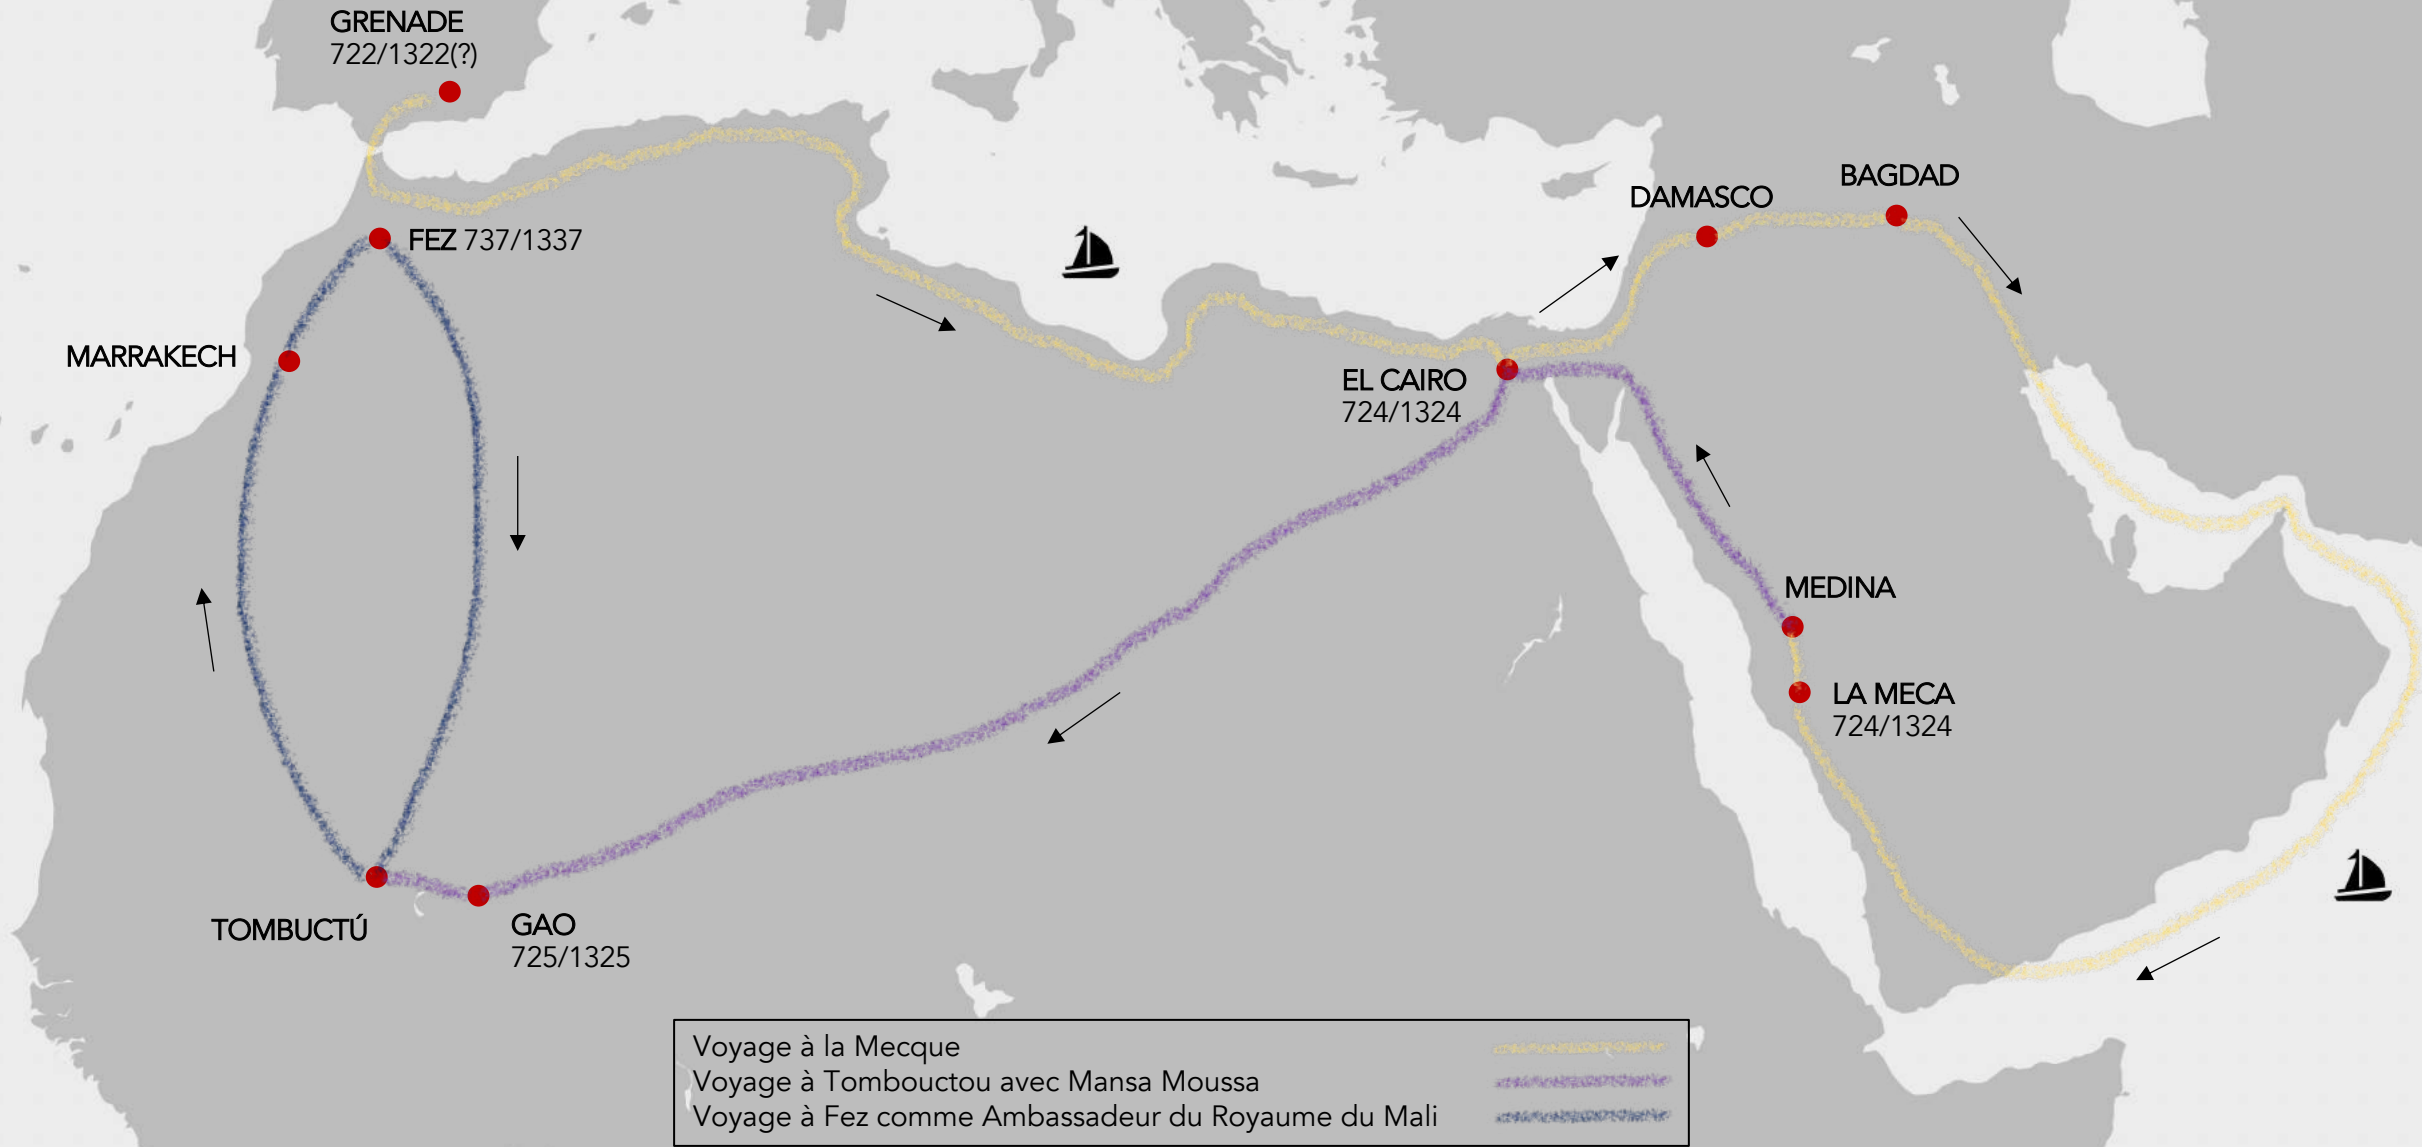 GRENADE
722/1322(?)
BAGDAD
DAMASCO
FEZ 737/1337
MARRAKECH
EL CAIRO
724/1324
MEDINA
LA MECA
724/1324
TOMBUCTÚ
GAO
725/1325
Voyage à la Mecque
Voyage à Tombouctou avec Mansa Moussa
Voyage à Fez comme Ambassadeur du Royaume du Mali